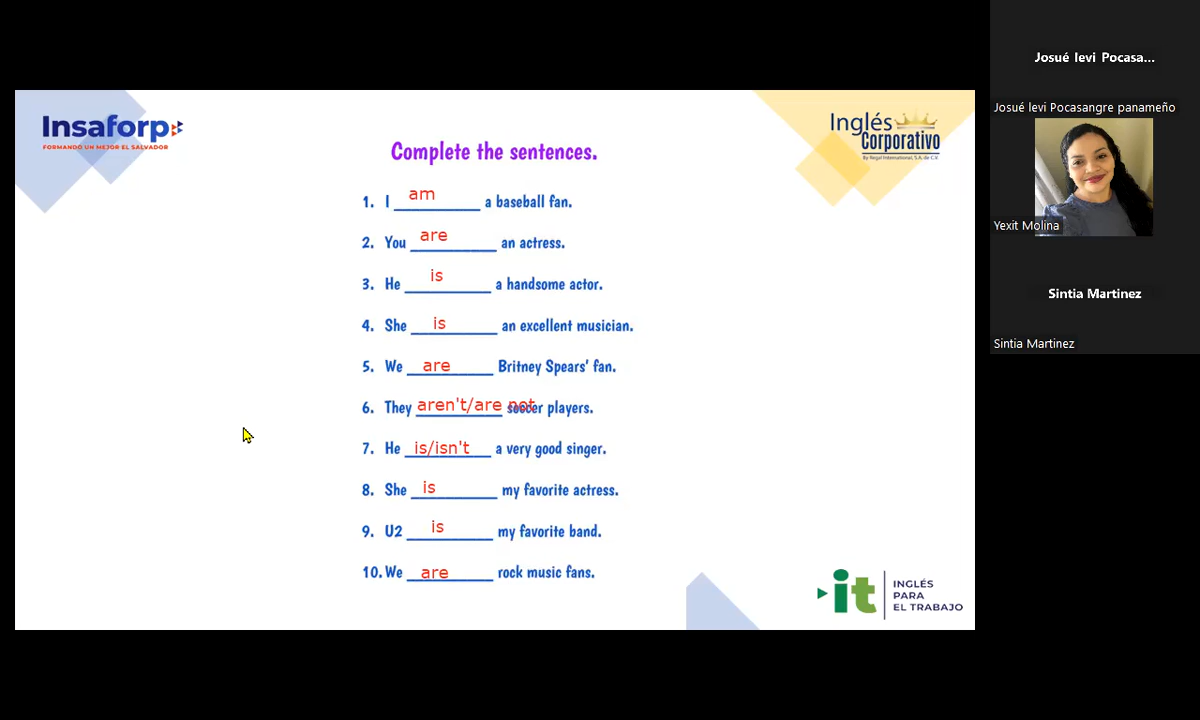 Insaforp
FORMANDO UN MEJOR EL SALVADOR
Inglés
Corporativo
By Regal International, S.A. de C.V.
Complete the sentences.
1. I am a baseball fan.
2. You are an actress.
3. He is a handsome actor.
4. She is an excellent musician.
5. We are Britney Spears' fan.
6. They aren't/are not soccer players.
7. He is/isn't a very good singer.
8. She is my favorite actress.
9. U2 is my favorite band.
10. We are rock music fans.
it
INGLÉS
PARA
EL TRABAJO
Josué levi Pocasa...
Josué levi Pocasangre panameño
Yexit Molina
Sintia Martinez
Sintia Martinez